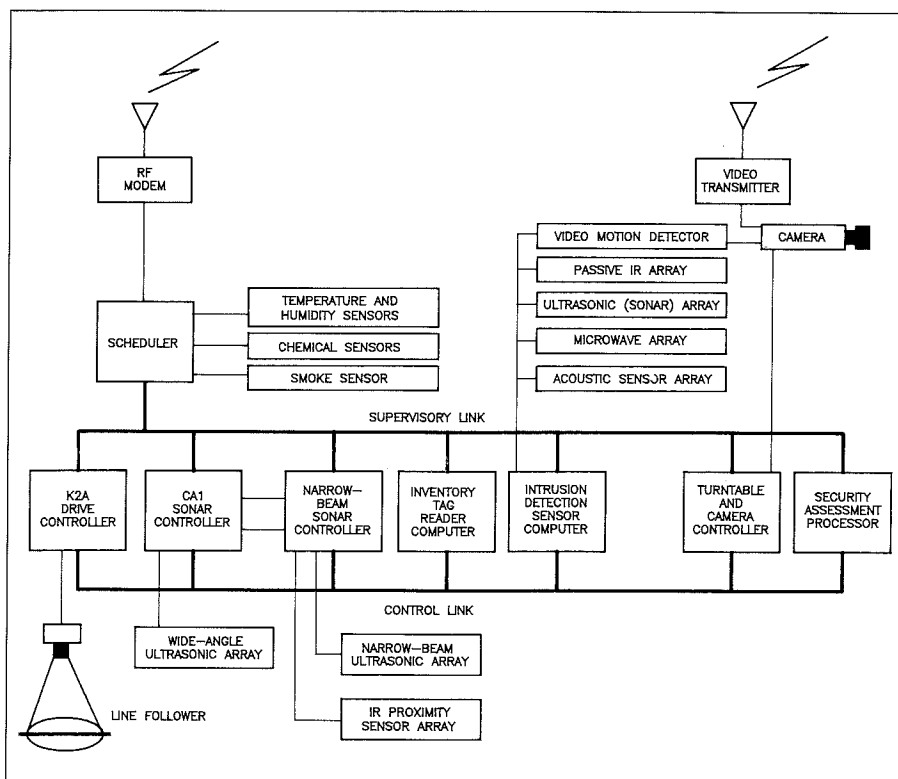 RF
MODEM
VIDEO
TRANSMITTER
VIDEO MOTION DETECTOR
CAMERA
PASSIVE IR ARRAY
ULTRASONIC (SONAR) ARRAY
MICROWAVE ARRAY
ACOUSTIC SENSOR ARRAY
SCHEDULER
TEMPERATURE AND
HUMIDITY SENSORS
CHEMICAL SENSORS
SMOKE SENSOR
SUPERVISORY LINK
K2A
DRIVE
CONTROLLER
CA1
SONAR
CONTROLLER
NARROW-
BEAM
SONAR
CONTROLLER
INVENTORY
TAG
READER
COMPUTER
INTRUSION
DETECTION
SENSOR
COMPUTER
TURNTABLE
AND
CAMERA
CONTROLLER
SECURITY
ASSESSMENT
PROCESSOR
CONTROL LINK
WIDE-ANGLE
ULTRASONIC ARRAY
NARROW-BEAM
ULTRASONIC ARRAY
IR PROXIMITY
SENSOR ARRAY
LINE FOLLOWER